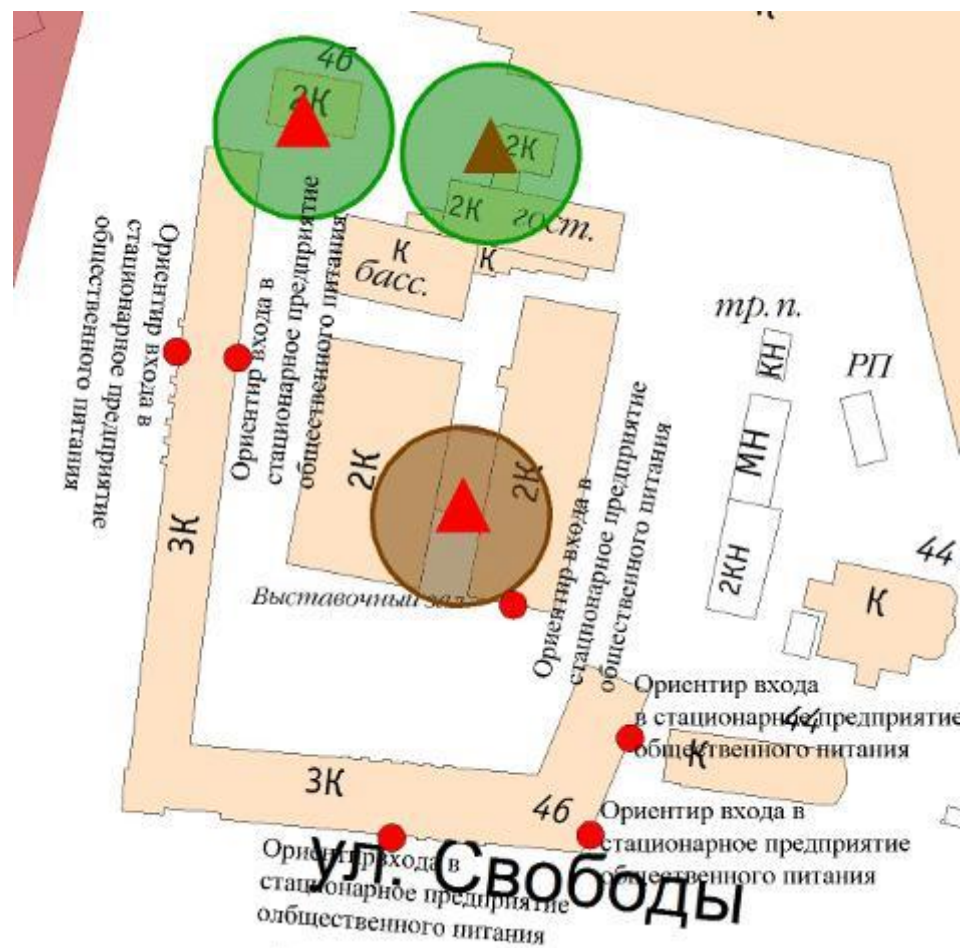 К
46
2К
2К
2К
гост.
К
басс.
К
Ориентир входа в
стационарное предприятие
общественного питания
Ориентир входа в
стационарное предприятие
общественного питания
тр. п.
КН
РП
МН
2КН
2К
2К
3К
Выставочный зал
Ориентир входа в
стационарное предприятие
общественного питания
44
К
Ориентир входа
в стационарное предприятие
общественного питания
44
К
3К
46
Ориентир входа в
стационарное предприятие
общественного питания
Ориентир входа в
стационарное предприятие
олбщественного питания
ул. Свободы